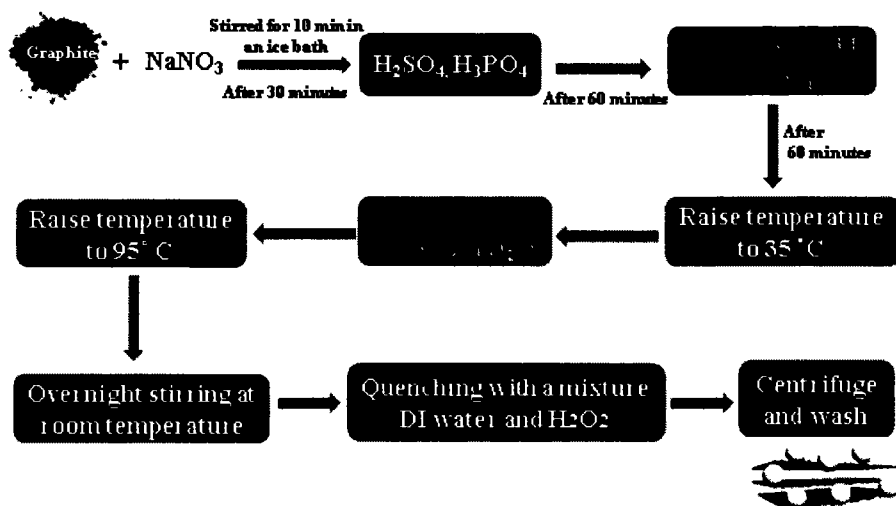 Graphite
+ NaNO₃
Stirred for 10 min in
an ice bath
After 30 minutes
H₂SO₄, H₃PO₄
After 60 minutes
After
60 minutes
Raise temperature
to 35°C
Raise temperature
to 95°C
Overnight stirring at
room temperature
Quenching with a mixture
DI water and H2O2
Centrifuge
and wash